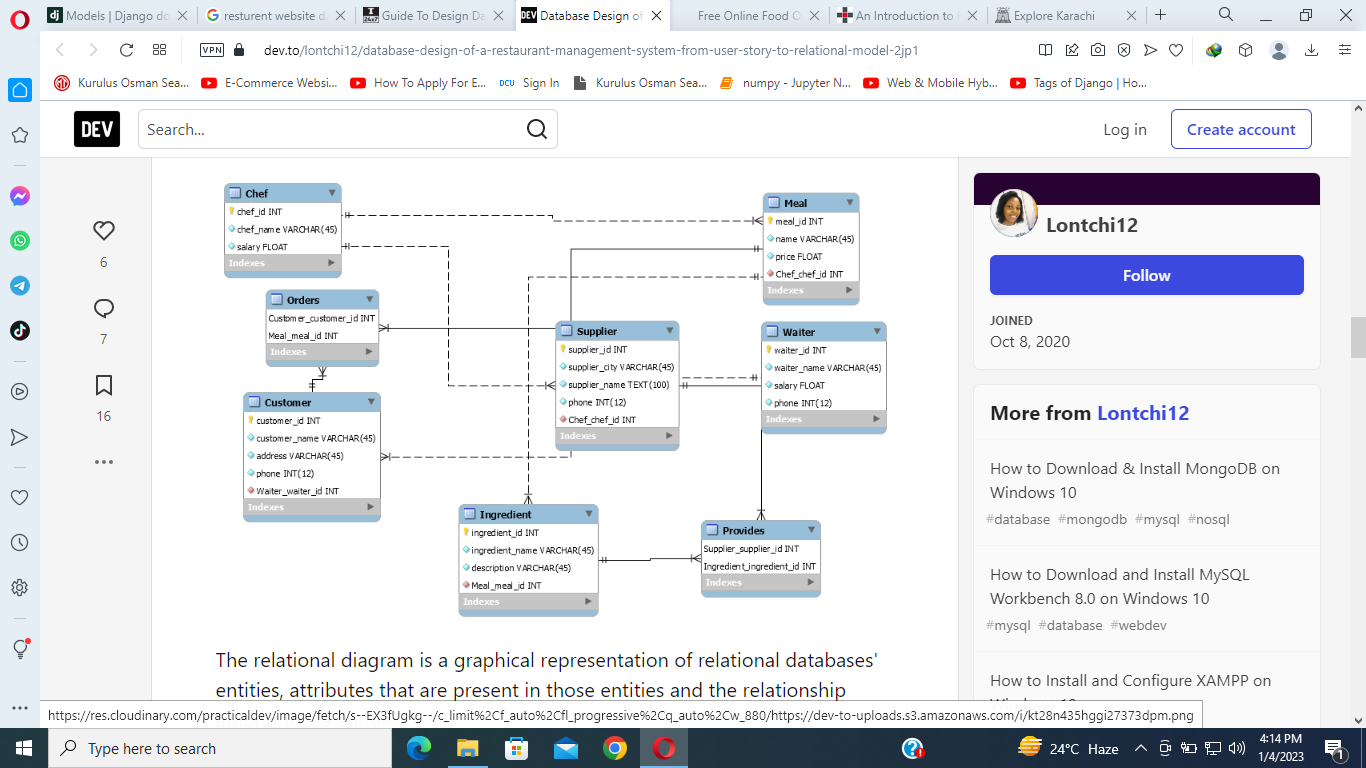 Models | Django do
resturent website d
Guide To Design Da
Database Design of
Free Online Food O
An Introduction to
Explore Karachi
VPN
dev.to/lontchi12/database-design-of-a-restaurant-management-system-from-user-story-to-relational-model-2jp1
Kurulus Osman Sea...
E-Commerce Websi...
How To Apply For E...
DCU Sign In
Kurulus Osman Sea...
numpy - Jupyter N...
Web & Mobile Hyb...
Tags of Django | Ho...
DEV
Search...
Log in
Create account
6
7
16
Chef
chef_id INT
chef_name VARCHAR(45)
salary FLOAT
Indexes
Meal
meal_id INT
name VARCHAR(45)
price FLOAT
Chef_chef_id INT
Indexes
Orders
Customer_customer_id INT
Meal_meal_id INT
Indexes
Supplier
supplier_id INT
supplier_city VARCHAR(45)
supplier_name TEXT(100)
phone INT(12)
Chef_chef_id INT
Indexes
Waiter
waiter_id INT
waiter_name VARCHAR(45)
salary FLOAT
phone INT(12)
Indexes
Customer
customer_id INT
customer_name VARCHAR(45)
address VARCHAR(45)
phone INT(12)
Waiter_waiter_id INT
Indexes
Ingredient
ingredient_id INT
ingredient_name VARCHAR(45)
description VARCHAR(45)
Meal_meal_id INT
Indexes
Provides
Supplier_supplier_id INT
Ingredient_ingredient_id INT
Indexes
The relational diagram is a graphical representation of relational databases'
entities, attributes that are present in those entities and the relationship
Lontchi12
Follow
JOINED
Oct 8, 2020
More from Lontchi12
How to Download & Install MongoDB on
Windows 10
#database #mongodb #mysql #nosql
How to Download and Install MySQL
Workbench 8.0 on Windows 10
#mysql #database #webdev
How to Install and Configure XAMPP on
https://res.cloudinary.com/practicaldev/image/fetch/s--EX3fUgkg--/c_limit%2Cf_auto%2Cfl_progressive%2Cq_auto%2Cw_880/https://dev-to-uploads.s3.amazonaws.com/i/kt28n435hggi27373dpm.png
Type here to search
24°C Haze
4:14 PM
1/4/2023
1